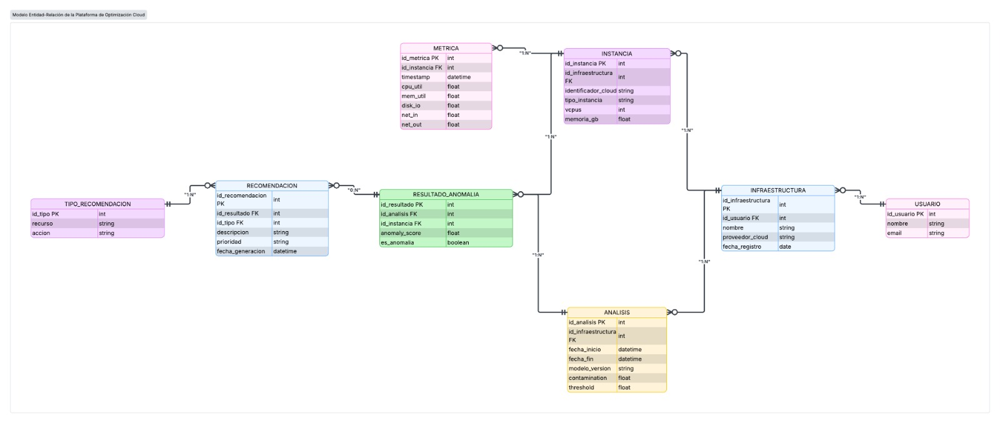 Modelo Entidad-Relación de la Plataforma de Optimización Cloud
METRICA
id_metrica PK int
id_instancia FK int
timestamp datetime
cpu_util float
mem_util float
disk_io float
net_in float
net_out float
"1:N"
INSTANCIA
id_instancia PK int
id_infraestructura
FK int
identificador_cloud string
tipo_instancia string
vcpus int
memoria_gb float
"1:N"
"1:N"
TIPO_RECOMENDACION
id_tipo PK int
recurso string
accion string
"1:N"
RECOMENDACION
id_recomendacion
PK int
id_resultado FK int
id_tipo FK int
descripcion string
prioridad string
fecha_generacion datetime
"0:N"
RESULTADO_ANOMALIA
id_resultado PK int
id_analisis FK int
id_instancia FK int
anomaly_score float
es_anomalia boolean
"1:N"
INFRAESTRUCTURA
id_infraestructura
PK int
id_usuario FK int
nombre string
proveedor_cloud string
fecha_registro date
"1:N"
USUARIO
id_usuario PK int
nombre string
email string
"1:N"
ANALISIS
id_analisis PK int
id_infraestructura
FK int
fecha_inicio datetime
fecha_fin datetime
modelo_version string
contamination float
threshold float